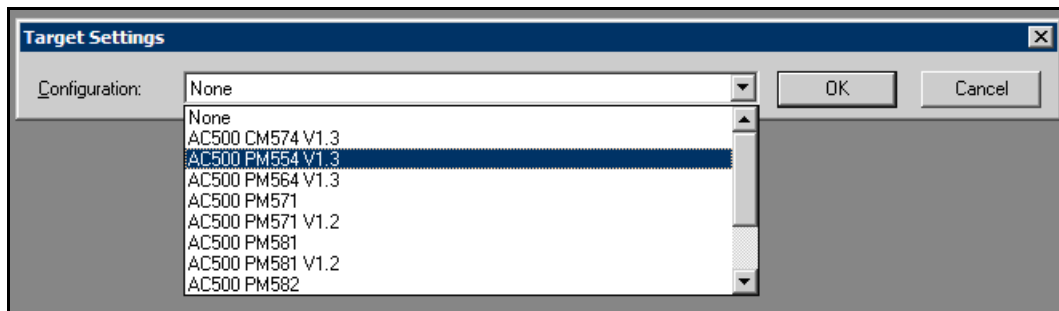 Target Settings
Configuration: None OK Cancel
None
AC500 CM574 V1.3
AC500 PM554 V1.3
AC500 PM564 V1.3
AC500 PM571
AC500 PM571 V1.2
AC500 PM581
AC500 PM581 V1.2
AC500 PM582